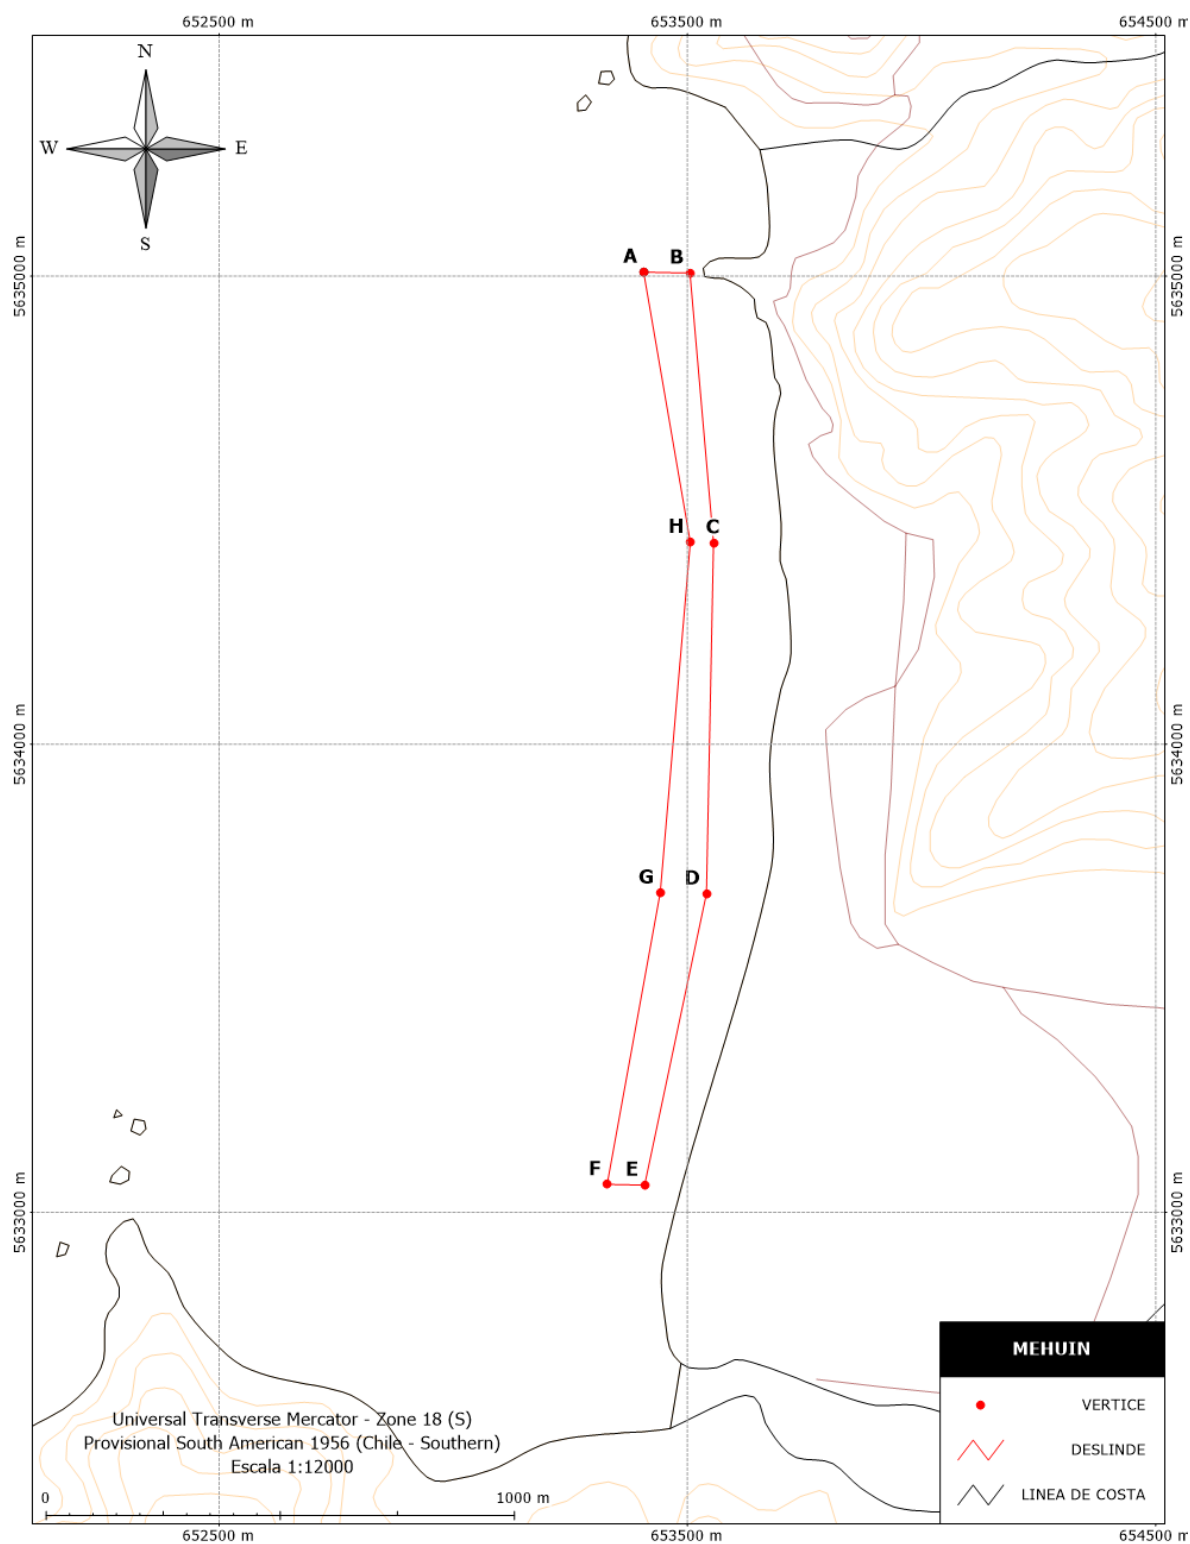 652500 m
653500 m
654500 m
N
W
E
S
5635000 m
5635000 m
A
B
H
C
5634000 m
5634000 m
G
D
F
E
5633000 m
5633000 m
MEHUIN
VERTICE
DESLINDE
LINEA DE COSTA
Universal Transverse Mercator - Zone 18 (S)
Provisional South American 1956 (Chile - Southern)
Escala 1:12000
0
1000 m
652500 m
653500 m
654500 m